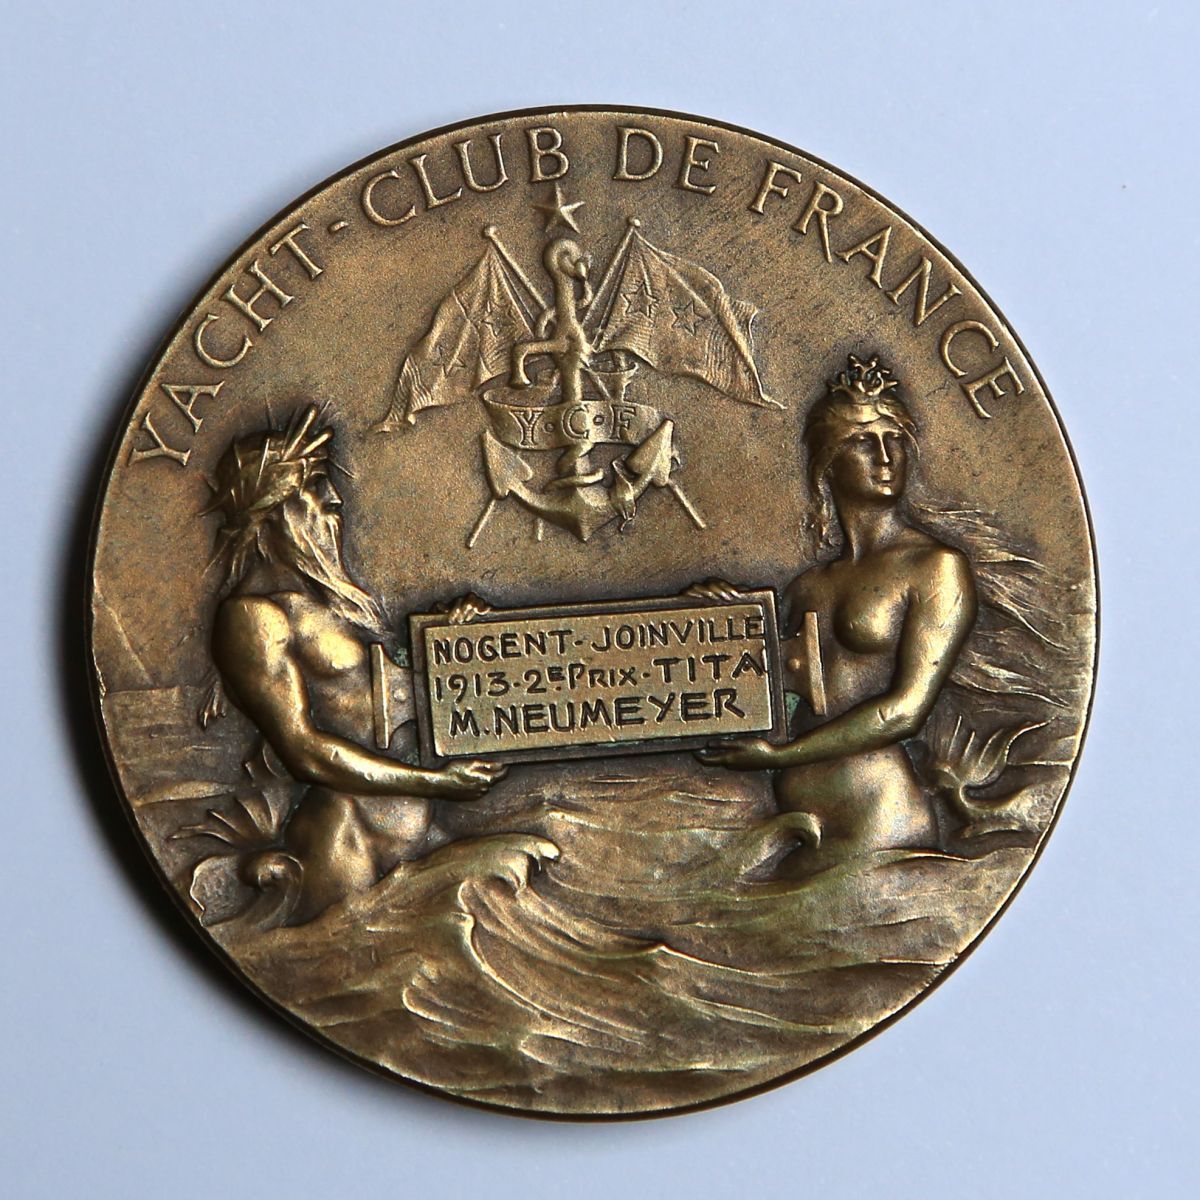 YACHT-CLUB DE FRANCE
Y·C·F
NOGENT-JOINVILLE
1913·2E PRIX·TITA
M.NEUMEYER